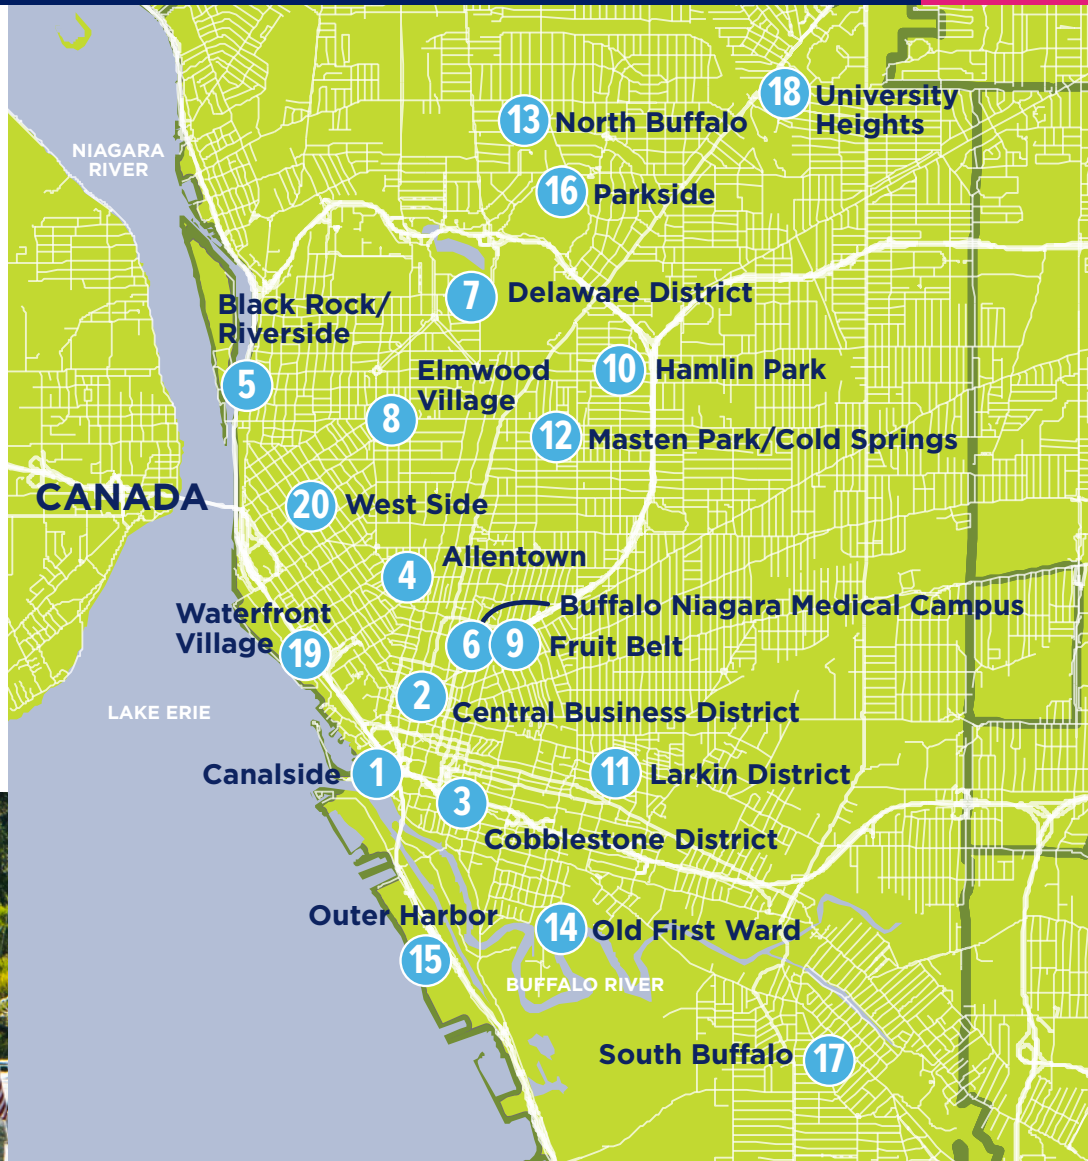 18 University
Heights
13 North Buffalo
NIAGARA
RIVER
16 Parkside
7 Delaware District
Black Rock/
Riverside
5
Elmwood
Village
8
10 Hamlin Park
12 Masten Park/Cold Springs
CANADA
20 West Side
Allentown
4
Buffalo Niagara Medical Campus
6
9 Fruit Belt
Waterfront
Village 19
2
Central Business District
LAKE ERIE
Canalside 1
11 Larkin District
3
Cobblestone District
Outer Harbor
15
14 Old First Ward
BUFFALO RIVER
South Buffalo 17